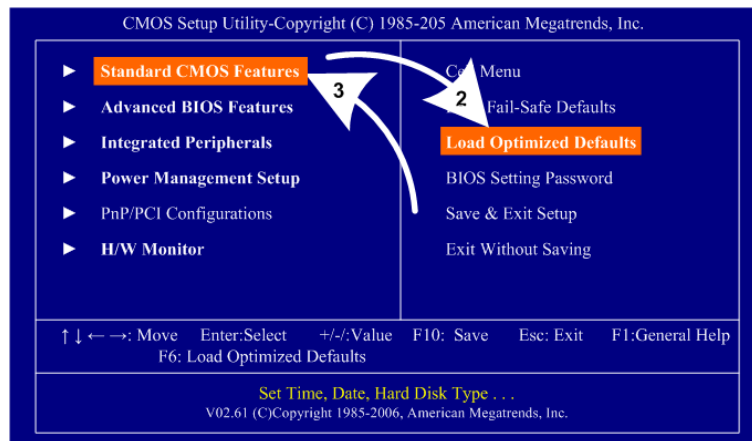 CMOS Setup Utility-Copyright (C) 1985-205 American Megatrends, Inc.
► Standard CMOS Features
► Advanced BIOS Features
► Integrated Peripherals
► Power Management Setup
► PnP/PCI Configurations
► H/W Monitor
3
2
Menu
Fail-Safe Defaults
Load Optimized Defaults
BIOS Setting Password
Save & Exit Setup
Exit Without Saving
↑↓←→: Move Enter:Select +/-/:Value F10: Save Esc: Exit F1:General Help
F6: Load Optimized Defaults
Set Time, Date, Hard Disk Type . . .
V02.61 (C)Copyright 1985-2006, American Megatrends, Inc.